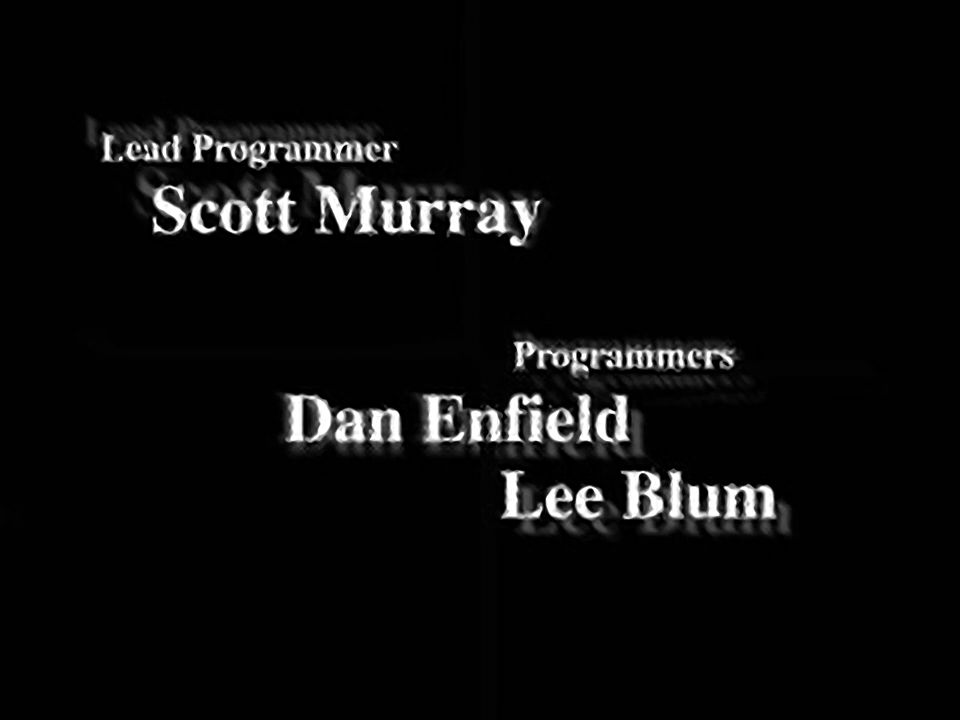 Lead Programmer
Scott Murray
Programmers
Dan Enfield
Lee Blum